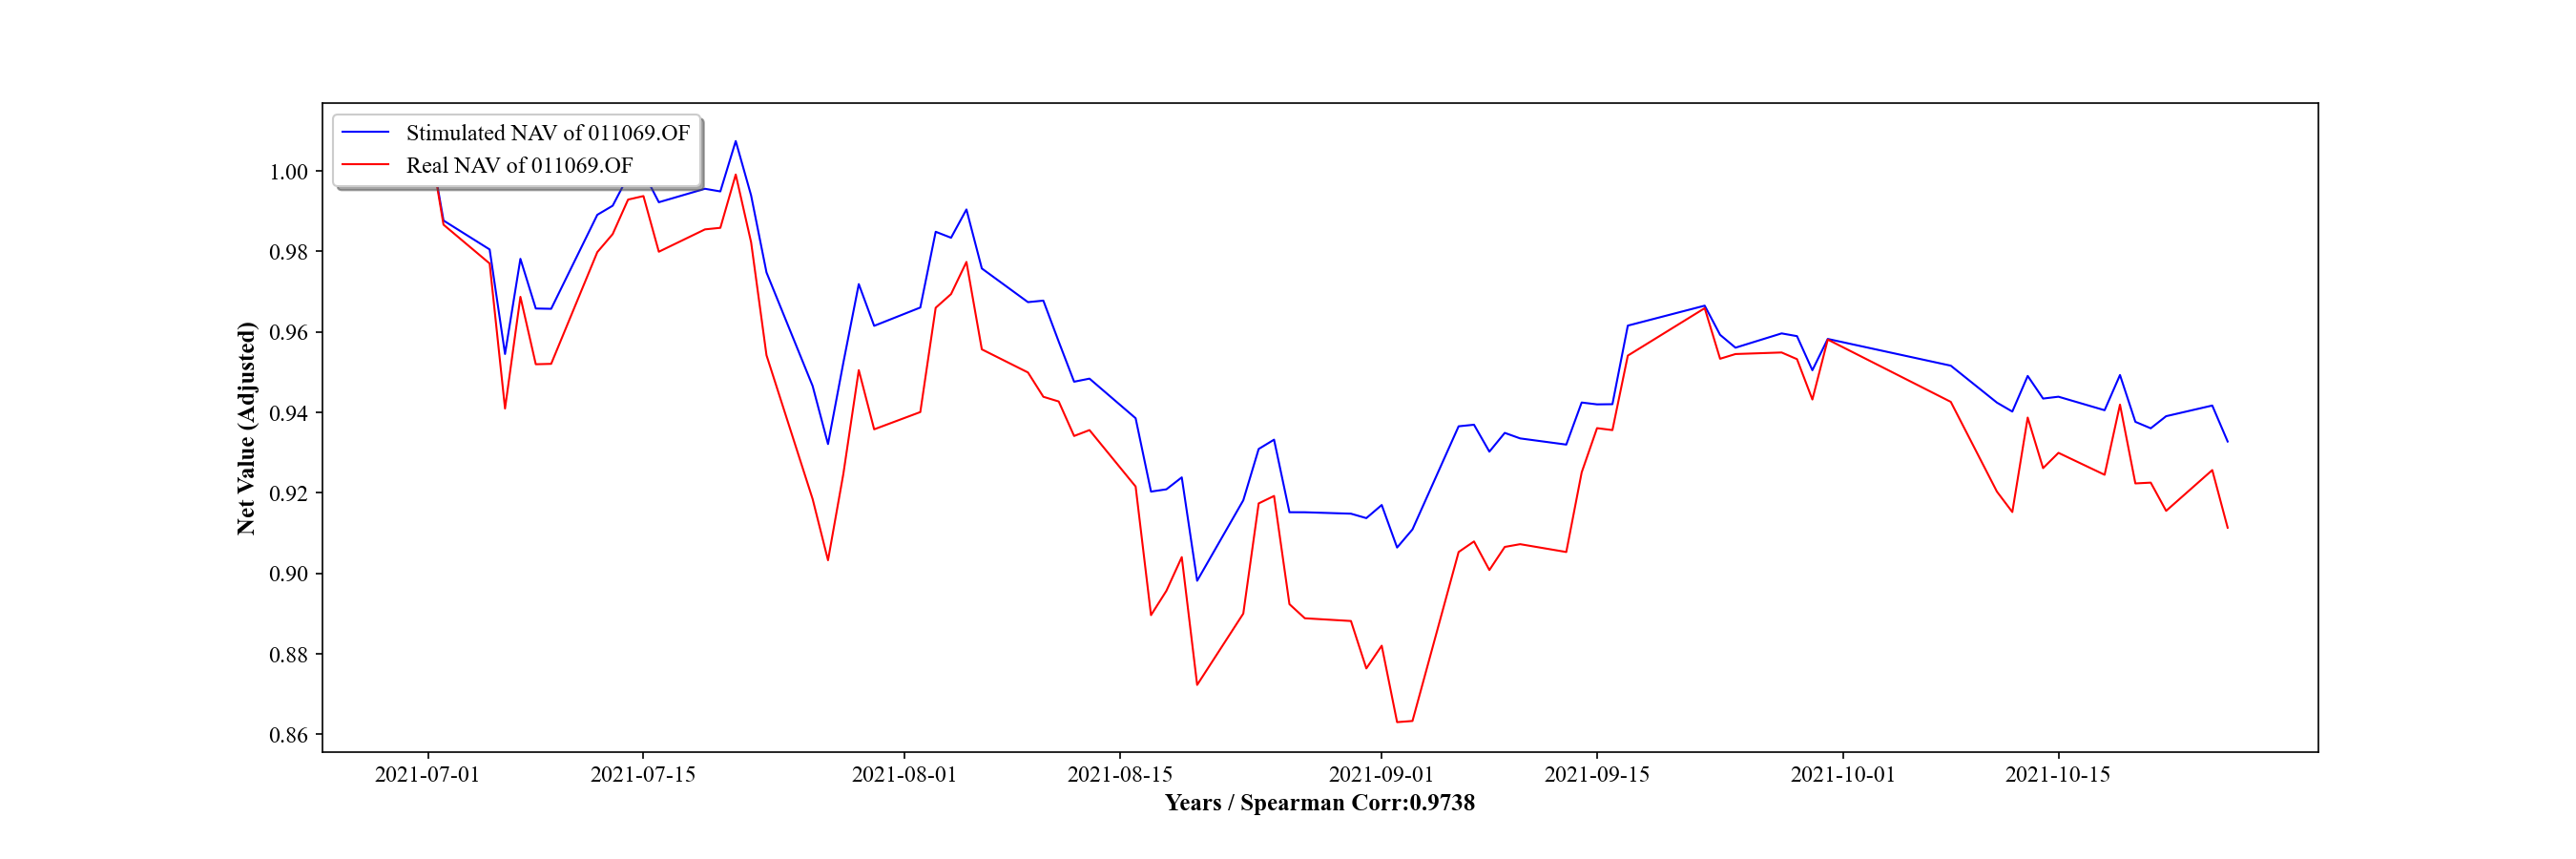 Stimulated NAV of 011069.OF
Real NAV of 011069.OF
1.00
0.98
0.96
0.94
0.92
0.90
0.88
0.86
Net Value (Adjusted)
2021-07-01 2021-07-15 2021-08-01 2021-08-15 2021-09-01 2021-09-15 2021-10-01 2021-10-15
Years / Spearman Corr:0.9738